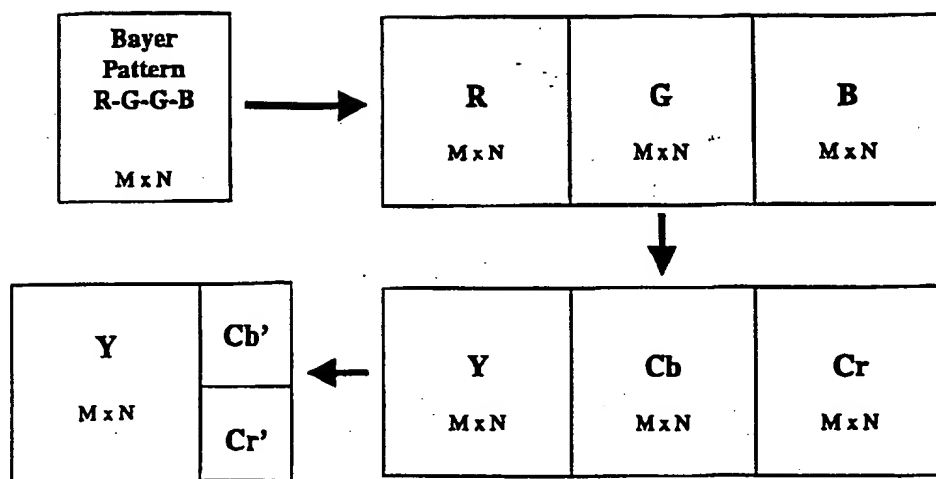 Bayer
Pattern
R-G-G-B
M x N
R
G
B
M x N
M x N
M x N
Y
Cb
Cr
M x N
M x N
M x N
Y
Cb’
M x N
Cr’